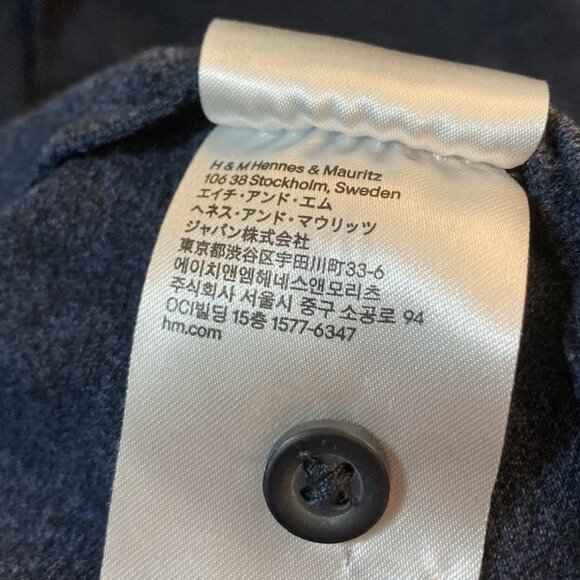 H & M Hennes & Mauritz
106 38 Stockholm, Sweden
エイチ・アンド・エム
ヘネス・アンド・マウリッツ
ジャパン株式会社
東京都渋谷区宇田川町33-6
에이치앤엠헤네스앤모리츠
주식회사 서울시 중구 소공로 94
OCI빌딩 15층 1577-6347
hm.com